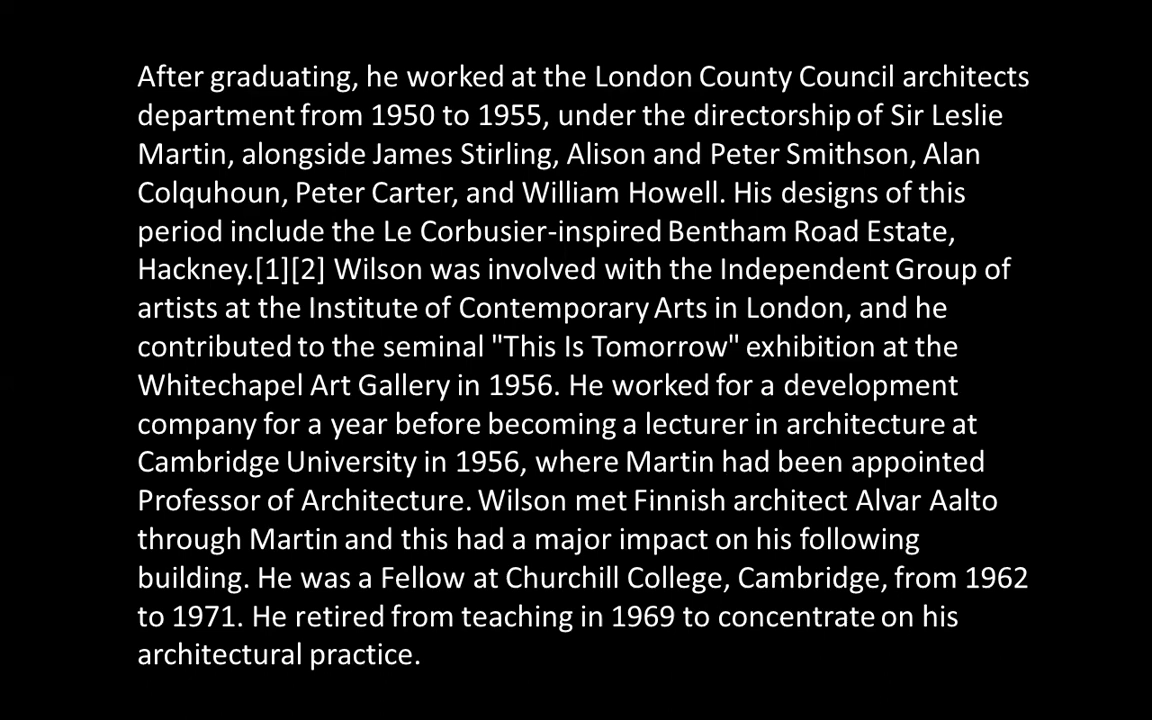 After graduating, he worked at the London County Council architects
department from 1950 to 1955, under the directorship of Sir Leslie
Martin, alongside James Stirling, Alison and Peter Smithson, Alan
Colquhoun, Peter Carter, and William Howell. His designs of this
period include the Le Corbusier-inspired Bentham Road Estate,
Hackney.[1][2] Wilson was involved with the Independent Group of
artists at the Institute of Contemporary Arts in London, and he
contributed to the seminal "This Is Tomorrow" exhibition at the
Whitechapel Art Gallery in 1956. He worked for a development
company for a year before becoming a lecturer in architecture at
Cambridge University in 1956, where Martin had been appointed
Professor of Architecture. Wilson met Finnish architect Alvar Aalto
through Martin and this had a major impact on his following
building. He was a Fellow at Churchill College, Cambridge, from 1962
to 1971. He retired from teaching in 1969 to concentrate on his
architectural practice.